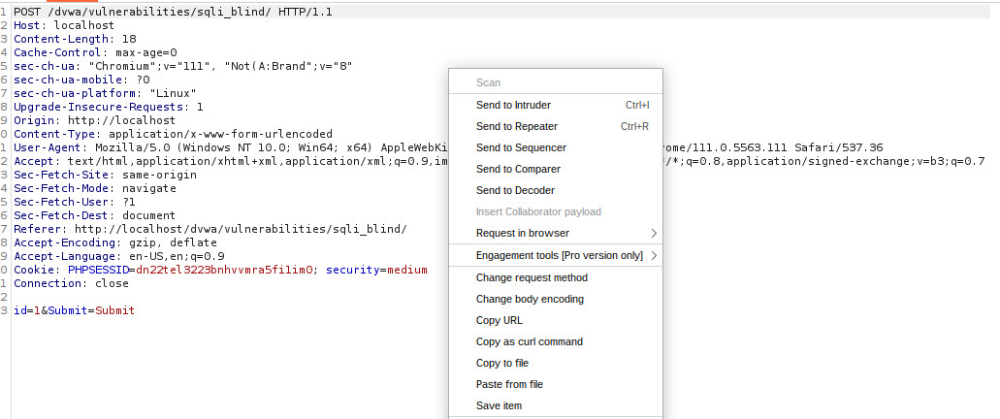 1 POST /dvwa/vulnerabilities/sqli_blind/ HTTP/1.1
2 Host: localhost
3 Content-Length: 18
4 Cache-Control: max-age=0
5 sec-ch-ua: "Chromium";v="111", "Not(A:Brand";v="8"
6 sec-ch-ua-mobile: ?0
7 sec-ch-ua-platform: "Linux"
8 Upgrade-Insecure-Requests: 1
9 Origin: http://localhost
0 Content-Type: application/x-www-form-urlencoded
1 User-Agent: Mozilla/5.0 (Windows NT 10.0; Win64; x64) AppleWebKi rome/111.0.5563.111 Safari/537.36
2 Accept: text/html,application/xhtml+xml,application/xml;q=0.9,im */*;q=0.8,application/signed-exchange;v=b3;q=0.7
3 Sec-Fetch-Site: same-origin
4 Sec-Fetch-Mode: navigate
5 Sec-Fetch-User: ?1
6 Sec-Fetch-Dest: document
7 Referer: http://localhost/dvwa/vulnerabilities/sqli_blind/
8 Accept-Encoding: gzip, deflate
9 Accept-Language: en-US,en;q=0.9
0 Cookie: PHPSESSID=dn22tel3223bnhvvmra5fi1im0; security=medium
1 Connection: close
2
3 id=1&Submit=Submit
Scan
Send to Intruder Ctrl+I
Send to Repeater Ctrl+R
Send to Sequencer
Send to Comparer
Send to Decoder
Insert Collaborator payload
Request in browser
Engagement tools [Pro version only]
Change request method
Change body encoding
Copy URL
Copy as curl command
Copy to file
Paste from file
Save item